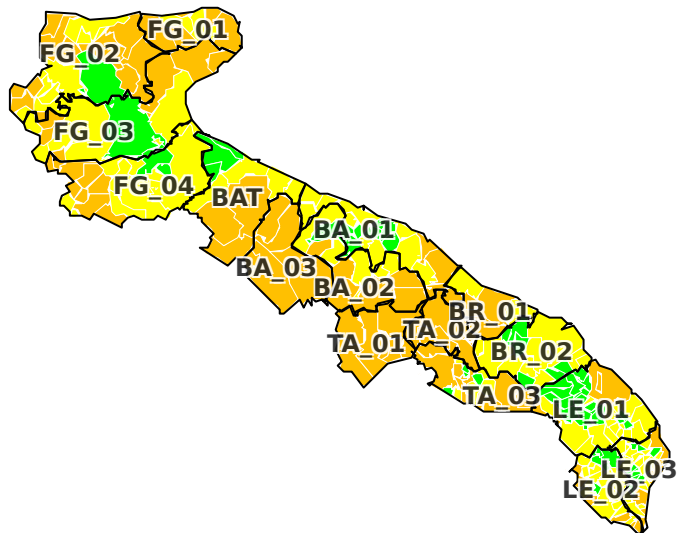 FG_01
FG_02
FG_03
FG_04
BAT
BA_01
BA_03
BA_02
BR_01
TA_02
TA_01
BR_02
TA_03
LE_01
LE_03
LE_02